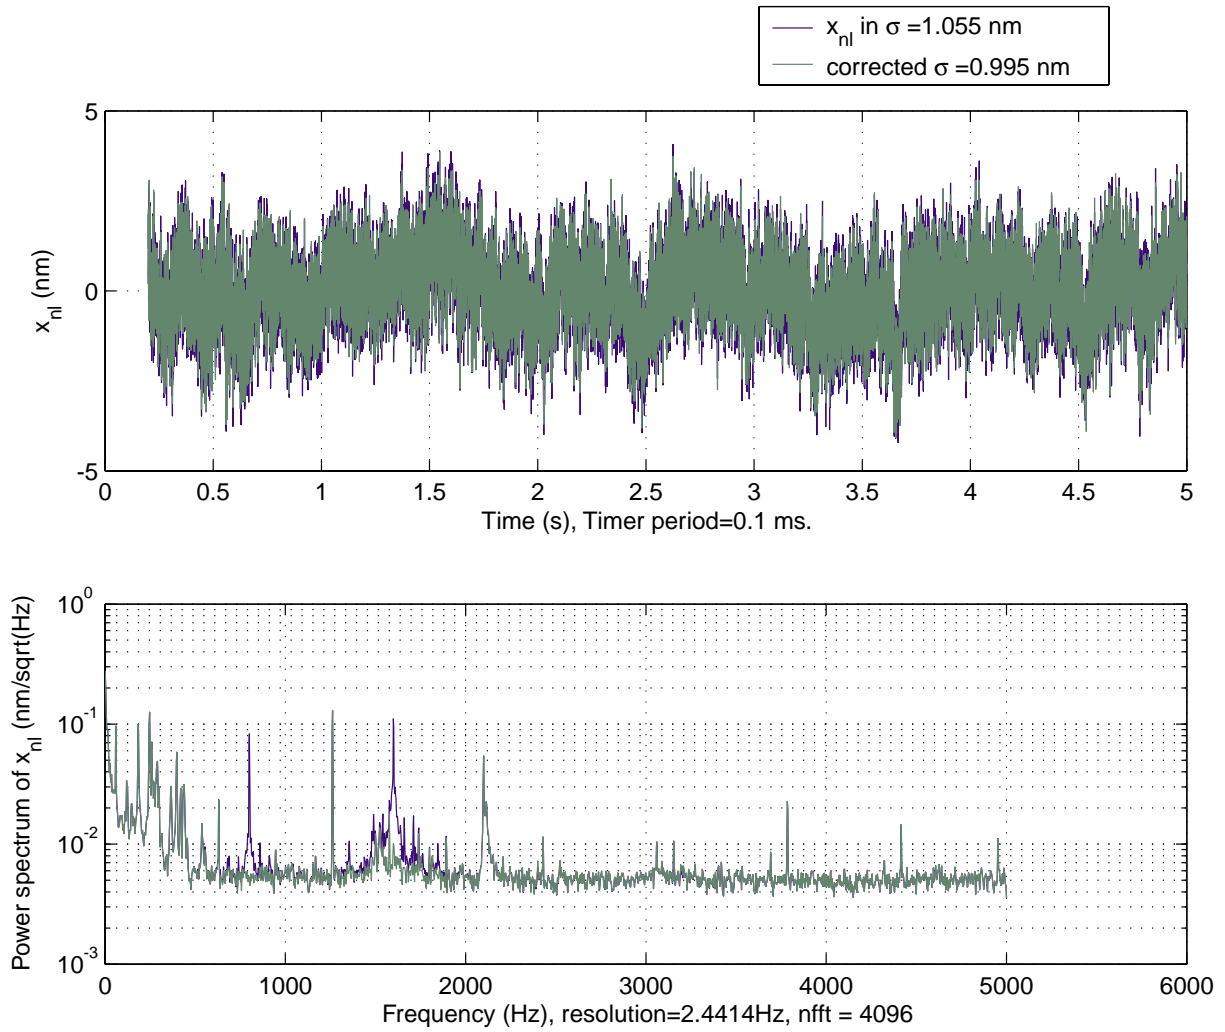 x_nl in σ =1.055 nm
corrected σ =0.995 nm
5
0
-5
x_nl (nm)
0 0.5 1 1.5 2 2.5 3 3.5 4 4.5 5
Time (s), Timer period=0.1 ms.
10^0
10^-1
10^-2
10^-3
Power spectrum of x_nl (nm/sqrt(Hz)
0 1000 2000 3000 4000 5000 6000
Frequency (Hz), resolution=2.4414Hz, nfft = 4096